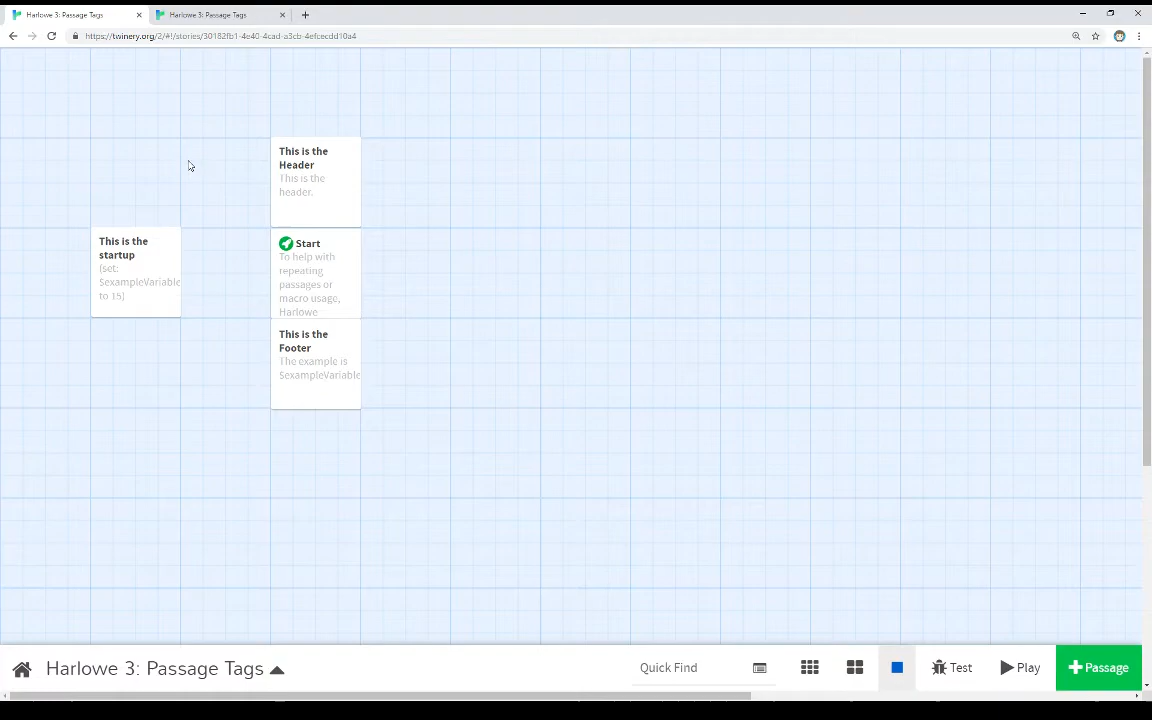 Harlowe 3: Passage Tags
Harlowe 3: Passage Tags
https://twinery.org/2/#!/stories/30182fb1-4e40-4cad-a3cb-4efcecdd10a4
This is the
Header
This is the
header.
This is the
startup
(set:
$exampleVariable
to 15)
Start
To help with
repeating
passages or
macro usage,
Harlowe
This is the
Footer
The example is
$exampleVariable
Harlowe 3: Passage Tags
Quick Find
Test
Play
+Passage